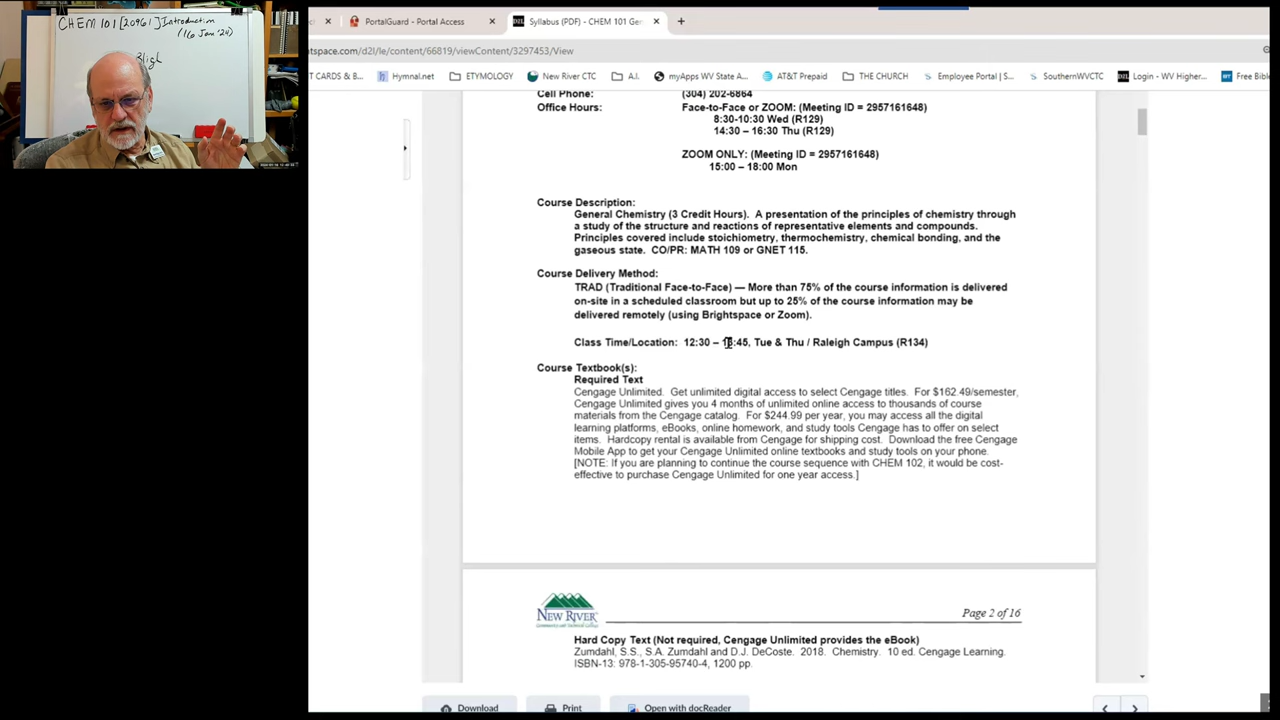 CHEM 101 [20961] Introduction
(16 Jan '24)
PortalGuard - Portal Access
Syllabus (PDF) - CHEM 101 Gen
ntspace.com/d2l/le/content/66819/viewContent/3297453/View
T CARDS & B...
Hymnal.net
ETYMOLOGY
New River CTC
A.I.
myApps WV State A...
AT&T Prepaid
THE CHURCH
Employee Portal | S...
SouthernWVCTC
Login - WV Higher...
Free Bible
Cell Phone: (304) 202-6864
Office Hours: Face-to-Face or ZOOM: (Meeting ID = 2957161648)
8:30-10:30 Wed (R129)
14:30 – 16:30 Thu (R129)
ZOOM ONLY: (Meeting ID = 2957161648)
15:00 – 18:00 Mon
Course Description:
General Chemistry (3 Credit Hours). A presentation of the principles of chemistry through
a study of the structure and reactions of representative elements and compounds.
Principles covered include stoichiometry, thermochemistry, chemical bonding, and the
gaseous state. CO/PR: MATH 109 or GNET 115.
Course Delivery Method:
TRAD (Traditional Face-to-Face) — More than 75% of the course information is delivered
on-site in a scheduled classroom but up to 25% of the course information may be
delivered remotely (using Brightspace or Zoom).
Class Time/Location: 12:30 – :45, Tue & Thu / Raleigh Campus (R134)
Course Textbook(s):
Required Text
Cengage Unlimited. Get unlimited digital access to select Cengage titles. For $162.49/semester,
Cengage Unlimited gives you 4 months of unlimited online access to thousands of course
materials from the Cengage catalog. For $244.99 per year, you may access all the digital
learning platforms, eBooks, online homework, and study tools Cengage has to offer on select
items. Hardcopy rental is available from Cengage for shipping cost. Download the free Cengage
Mobile App to get your Cengage Unlimited online textbooks and study tools on your phone.
[NOTE: If you are planning to continue the course sequence with CHEM 102, it would be cost-
effective to purchase Cengage Unlimited for one year access.]
NEW RIVER
Page 2 of 16
Hard Copy Text (Not required, Cengage Unlimited provides the eBook)
Zumdahl, S.S., S.A. Zumdahl and D.J. DeCoste. 2018. Chemistry. 10 ed. Cengage Learning.
ISBN-13: 978-1-305-95740-4, 1200 pp.
Download
Print
Open with docReader